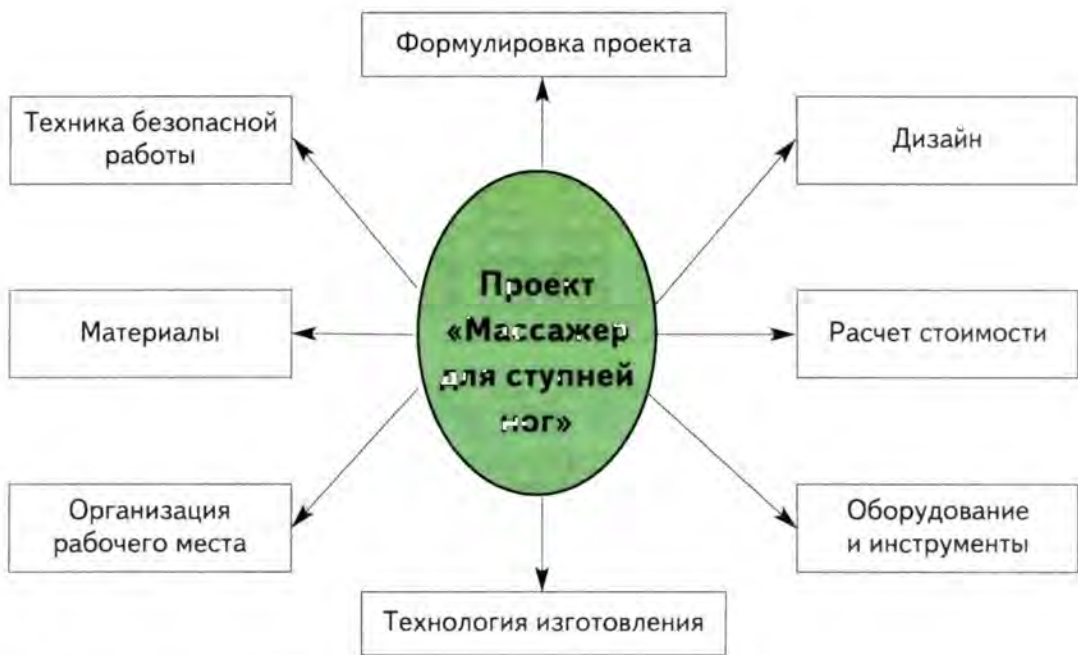 Формулировка проекта
Техника безопасной
работы
Дизайн
Проект
«Массажер
для ступней
ног»
Материалы
Расчет стоимости
Организация
рабочего места
Оборудование
и инструменты
Технология изготовления